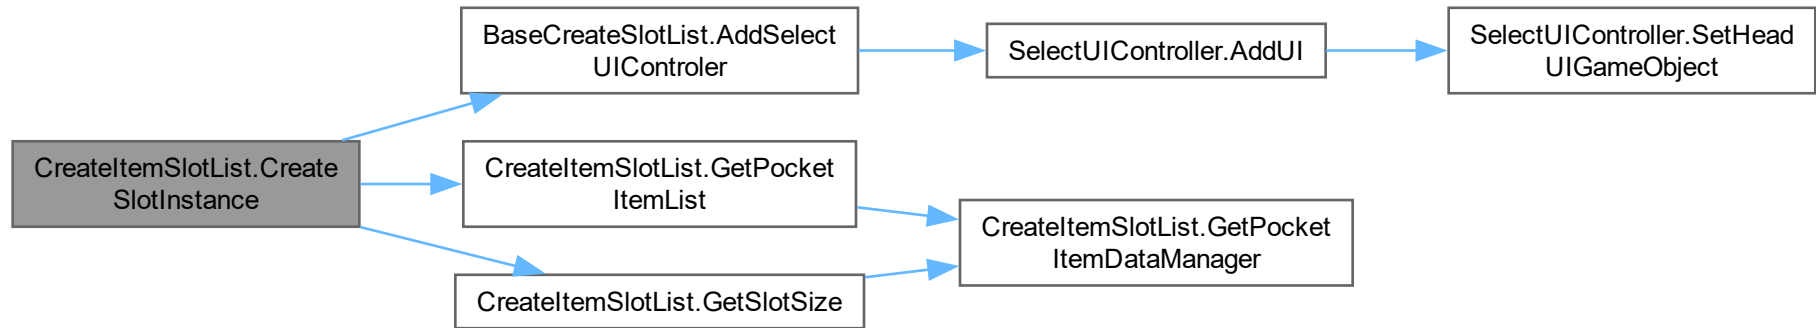 BaseCreateSlotList.AddSelect
UIControler
SelectUIController.AddUI
SelectUIController.SetHead
UIGameObject
CreateItemSlotList.Create
SlotInstance
CreateItemSlotList.GetPocket
ItemList
CreateItemSlotList.GetPocket
ItemDataManager
CreateItemSlotList.GetSlotSize